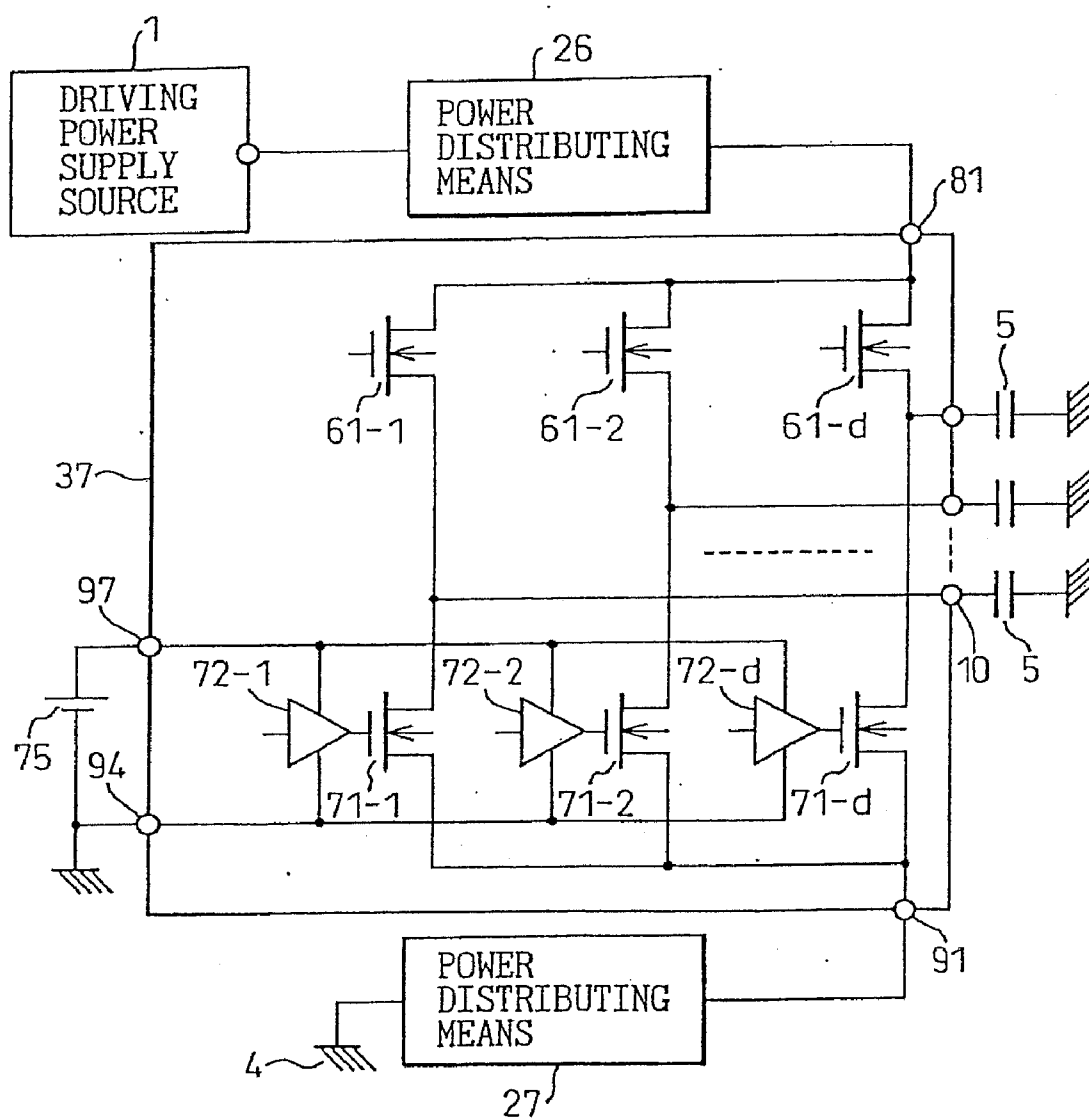 1
26
DRIVING
POWER
SUPPLY
SOURCE
POWER
DISTRIBUTING
MEANS
81
5
61-1
61-2
61-d
37
97
72-1
72-2
72-d
10
5
75
94
71-1
71-2
71-d
91
POWER
DISTRIBUTING
MEANS
4
27